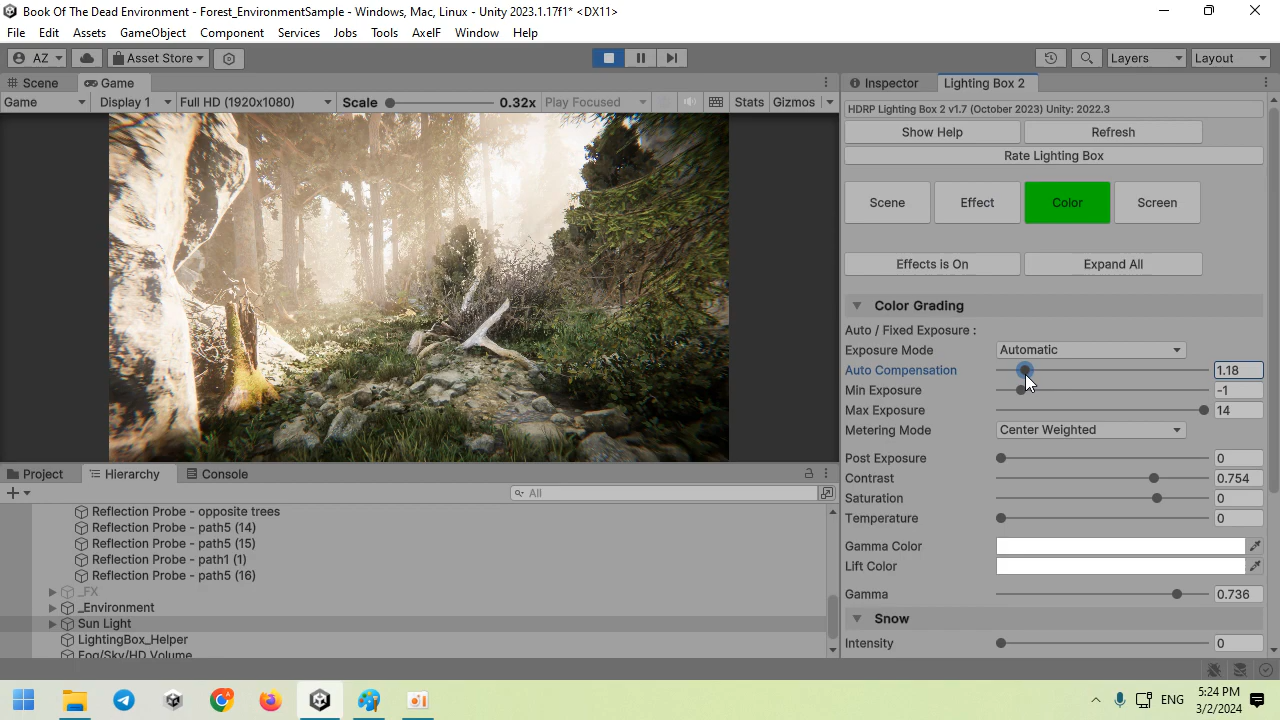 Book Of The Dead Environment - Forest_EnvironmentSample - Windows, Mac, Linux - Unity 2023.1.17f1* <DX11>
File Edit Assets GameObject Component Services Jobs Tools AxelF Window Help
AZ Asset Store Layers Layout
Scene Game Inspector Lighting Box 2
Game Display 1 Full HD (1920x1080) Scale 0.32x Play Focused Stats Gizmos
HDRP Lighting Box 2 v1.7 (October 2023) Unity: 2022.3
Show Help Refresh
Rate Lighting Box
Scene Effect Color Screen
Effects is On Expand All
Color Grading
Auto / Fixed Exposure :
Exposure Mode Automatic
Auto Compensation 1.18
Min Exposure -1
Max Exposure 14
Metering Mode Center Weighted
Post Exposure 0
Contrast 0.754
Saturation 0
Temperature 0
Gamma Color
Lift Color
Gamma 0.736
Snow
Intensity 0
Project Hierarchy Console
All
Reflection Probe - opposite trees
Reflection Probe - path5 (14)
Reflection Probe - path5 (15)
Reflection Probe - path1 (1)
Reflection Probe - path5 (16)
_FX
_Environment
Sun Light
LightingBox_Helper
Fog/Sky/HD Volume
ENG 5:24 PM
3/2/2024